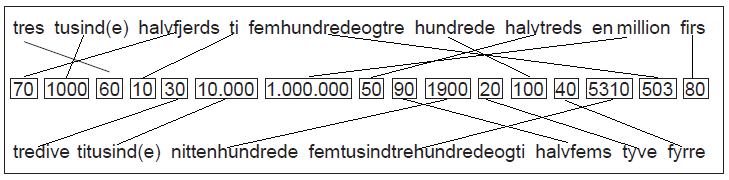 tres tusind(e) halvfjerds ti femhundredeogtre hundrede halvtreds en million firs
70 1000 60 10 30 10.000 1.000.000 50 90 1900 20 100 40 5310 503 80
tredive titusind(e) nittenhundrede femtusindtrehundredeogti halvfems tyve fyrre